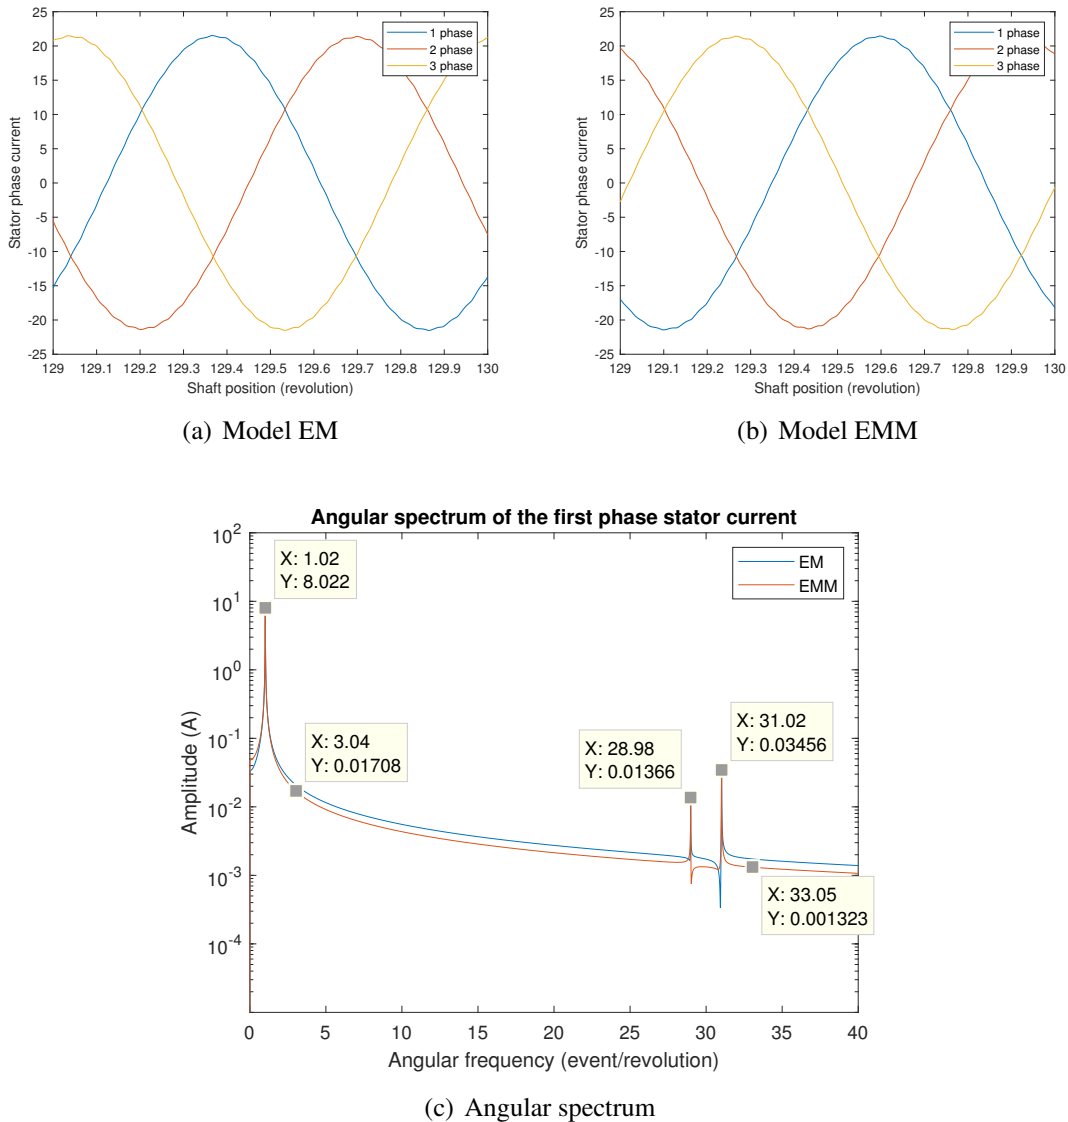 25
20
15
10
5
0
-5
-10
-15
-20
-25
Stator phase current
1 phase
2 phase
3 phase
129 129.1 129.2 129.3 129.4 129.5 129.6 129.7 129.8 129.9 130
Shaft position (revolution)
(a) Model EM
25
20
15
10
5
0
-5
-10
-15
-20
-25
Stator phase current
1 phase
2 phase
3 phase
129 129.1 129.2 129.3 129.4 129.5 129.6 129.7 129.8 129.9 130
Shaft position (revolution)
(b) Model EMM
Angular spectrum of the first phase stator current
10^2
10^1
10^0
10^-1
10^-2
10^-3
10^-4
Amplitude (A)
X: 1.02
Y: 8.022
EM
EMM
X: 3.04
Y: 0.01708
X: 28.98
Y: 0.01366
X: 31.02
Y: 0.03456
X: 33.05
Y: 0.001323
0 5 10 15 20 25 30 35 40
Angular frequency (event/revolution)
(c) Angular spectrum